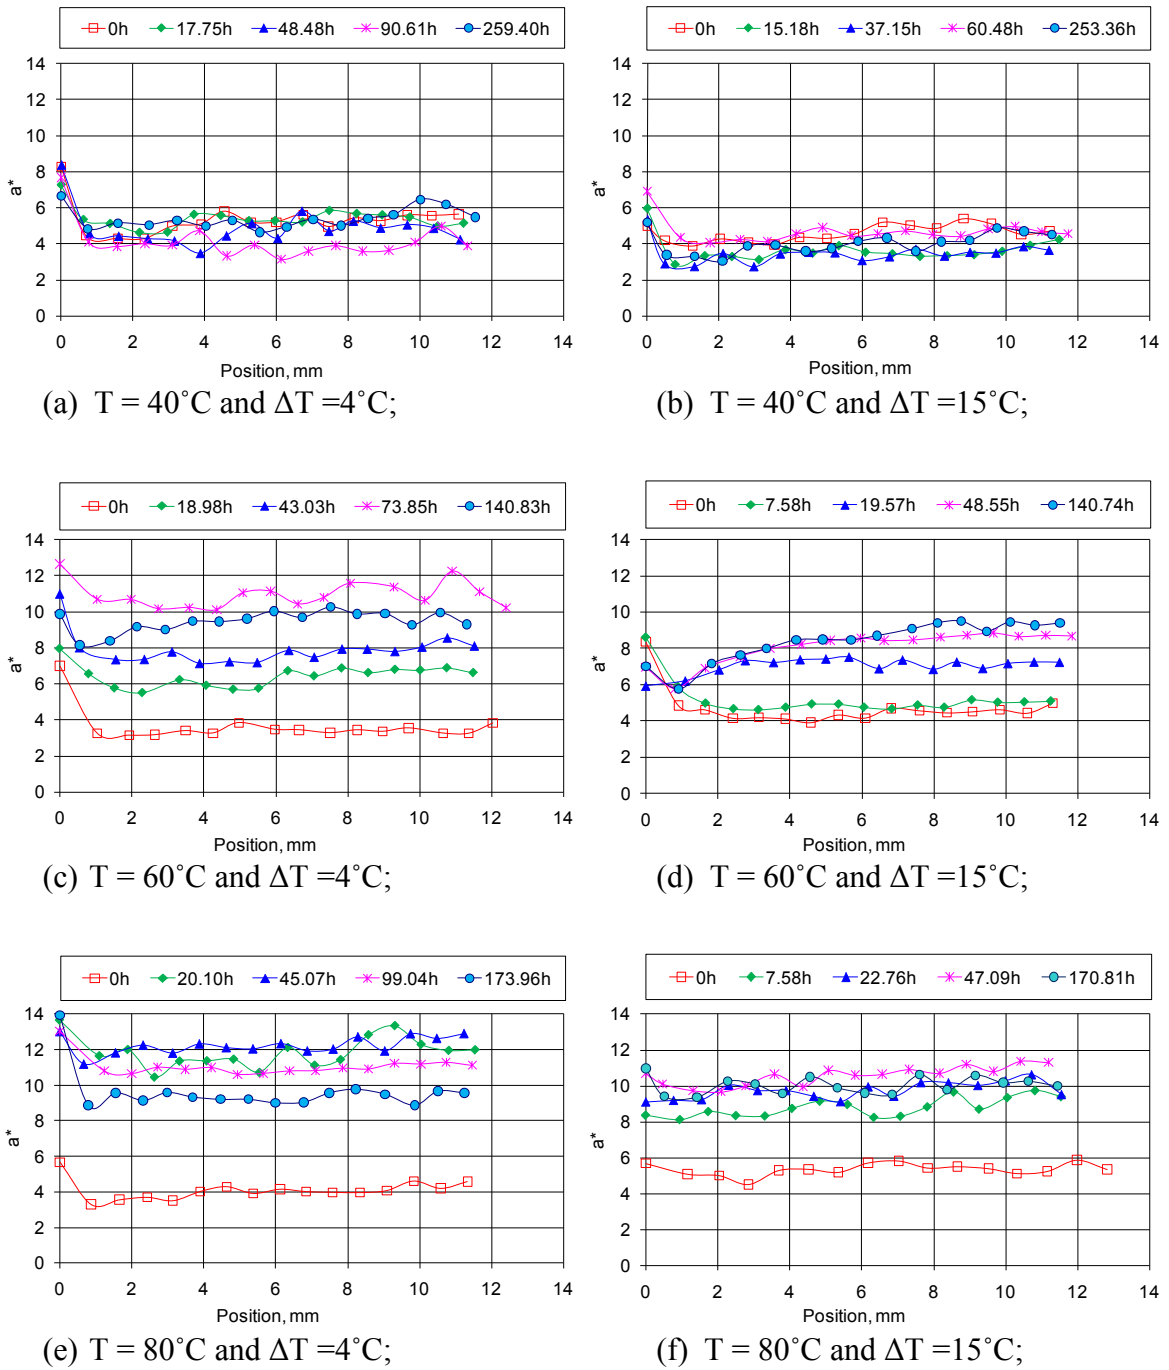 0h 17.75h 48.48h 90.61h 259.40h
14
12
10
8
6
4
2
0
a*
0 2 4 6 8 10 12 14
Position, mm
(a) T = 40˚C and ΔT =4˚C;
0h 15.18h 37.15h 60.48h 253.36h
14
12
10
8
6
4
2
0
a*
0 2 4 6 8 10 12 14
Position, mm
(b) T = 40˚C and ΔT =15˚C;
0h 18.98h 43.03h 73.85h 140.83h
14
12
10
8
6
4
2
0
a*
0 2 4 6 8 10 12 14
Position, mm
(c) T = 60˚C and ΔT =4˚C;
0h 7.58h 19.57h 48.55h 140.74h
14
12
10
8
6
4
2
0
a*
0 2 4 6 8 10 12 14
Position, mm
(d) T = 60˚C and ΔT =15˚C;
0h 20.10h 45.07h 99.04h 173.96h
14
12
10
8
6
4
2
0
a*
0 2 4 6 8 10 12 14
Position, mm
(e) T = 80˚C and ΔT =4˚C;
0h 7.58h 22.76h 47.09h 170.81h
14
12
10
8
6
4
2
0
a*
0 2 4 6 8 10 12 14
Position, mm
(f) T = 80˚C and ΔT =15˚C;